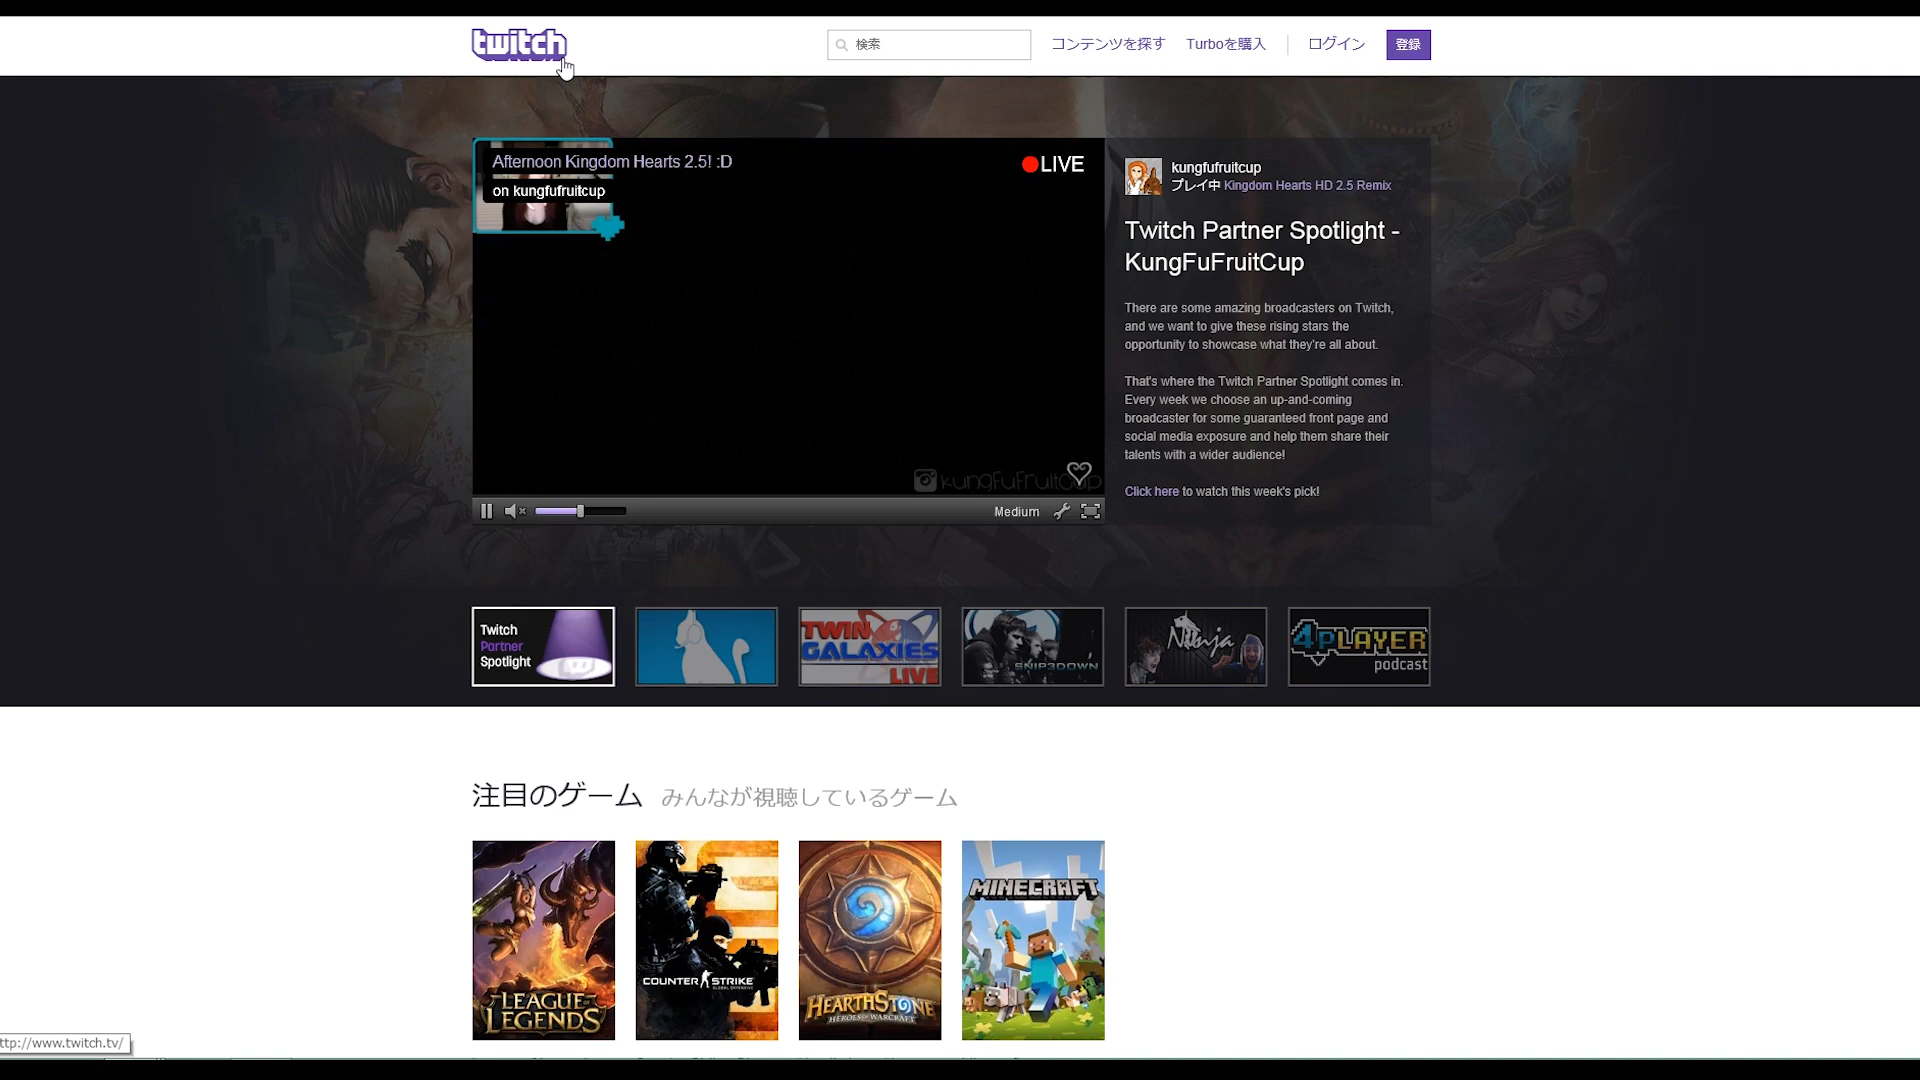 twitch
検索
コンテンツを探す
Turboを購入
ログイン
登録
Afternoon Kingdom Hearts 2.5! :D
on kungfufruitcup
LIVE
kungFuFruitCup
Medium
kungfufruitcup
プレイ中 Kingdom Hearts HD 2.5 Remix
Twitch Partner Spotlight -
KungFuFruitCup
There are some amazing broadcasters on Twitch,
and we want to give these rising stars the
opportunity to showcase what they're all about.
That's where the Twitch Partner Spotlight comes in.
Every week we choose an up-and-coming
broadcaster for some guaranteed front page and
social media exposure and help them share their
talents with a wider audience!
Click here to watch this week's pick!
Twitch
Partner
Spotlight
TWIN
GALAXIES
LIVE
SNIP3DOWN
Ninja
4PLAYER
podcast
注目のゲーム
みんなが視聴しているゲーム
LEAGUE OF
LEGENDS
COUNTER STRIKE
GLOBAL OFFENSIVE
HEARTHSTONE
HEROES OF WARCRAFT
MINECRAFT
ttp://www.twitch.tv/